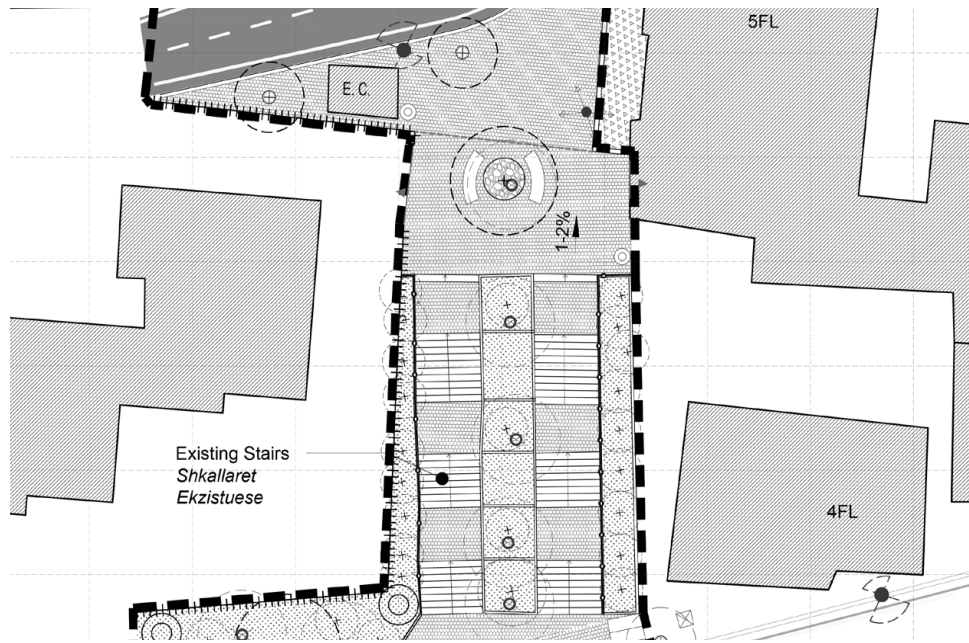 5FL
E. C.
1-2%
Existing Stairs
Shkallaret
Ekzistuese
4FL